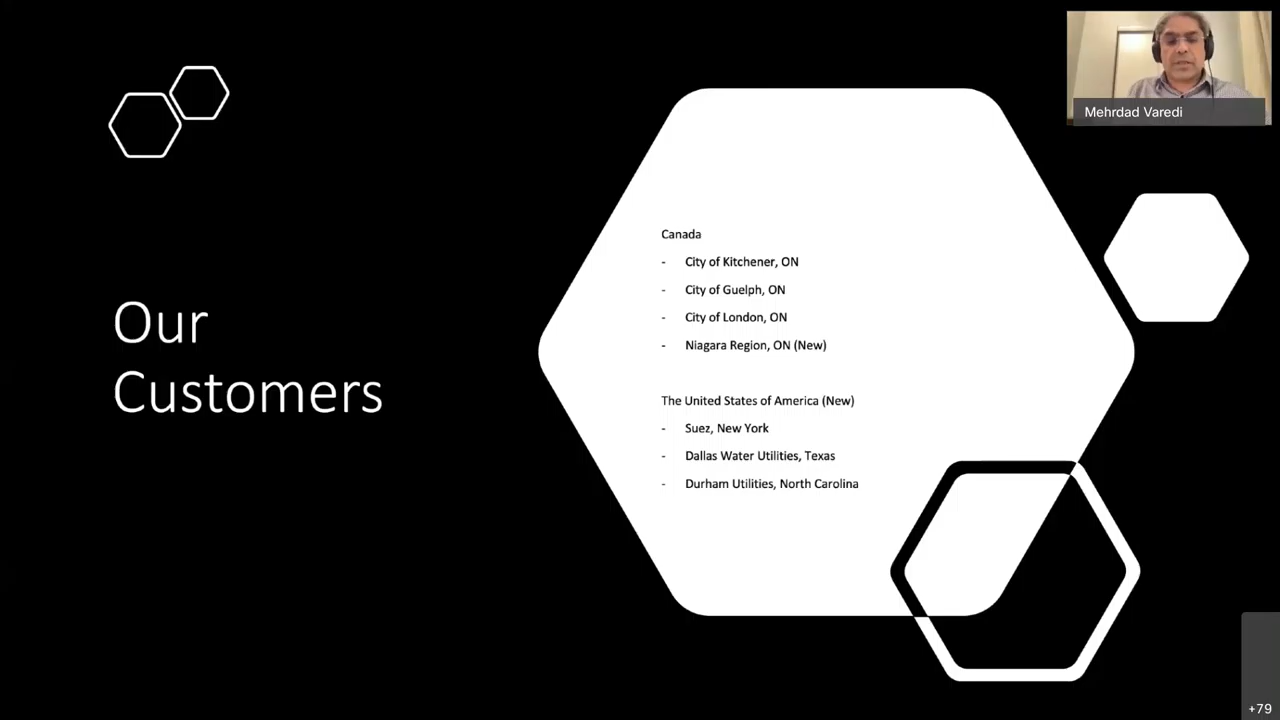 Mehrdad Varedi
Our
Customers
Canada
- City of Kitchener, ON
- City of Guelph, ON
- City of London, ON
- Niagara Region, ON (New)
The United States of America (New)
- Suez, New York
- Dallas Water Utilities, Texas
- Durham Utilities, North Carolina
+79